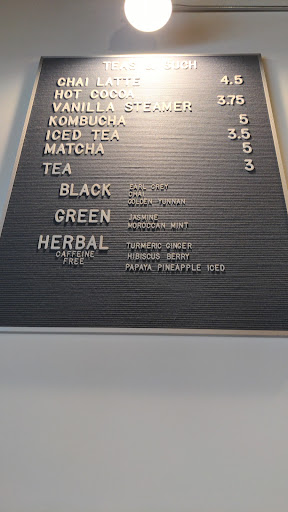 TEAS & SUCH
CHAI LATTE 4.5
HOT COCOA
VANILLA STEAMER 3.75
KOMBUCHA 5
ICED TEA 3.5
MATCHA 5
TEA 3
BLACK EARL GREY
CHAI
GOLDEN YUNNAN
GREEN JASMINE
MOROCCAN MINT
HERBAL TURMERIC GINGER
CAFFEINE FREE HIBISCUS BERRY
PAPAYA PINEAPPLE ICED